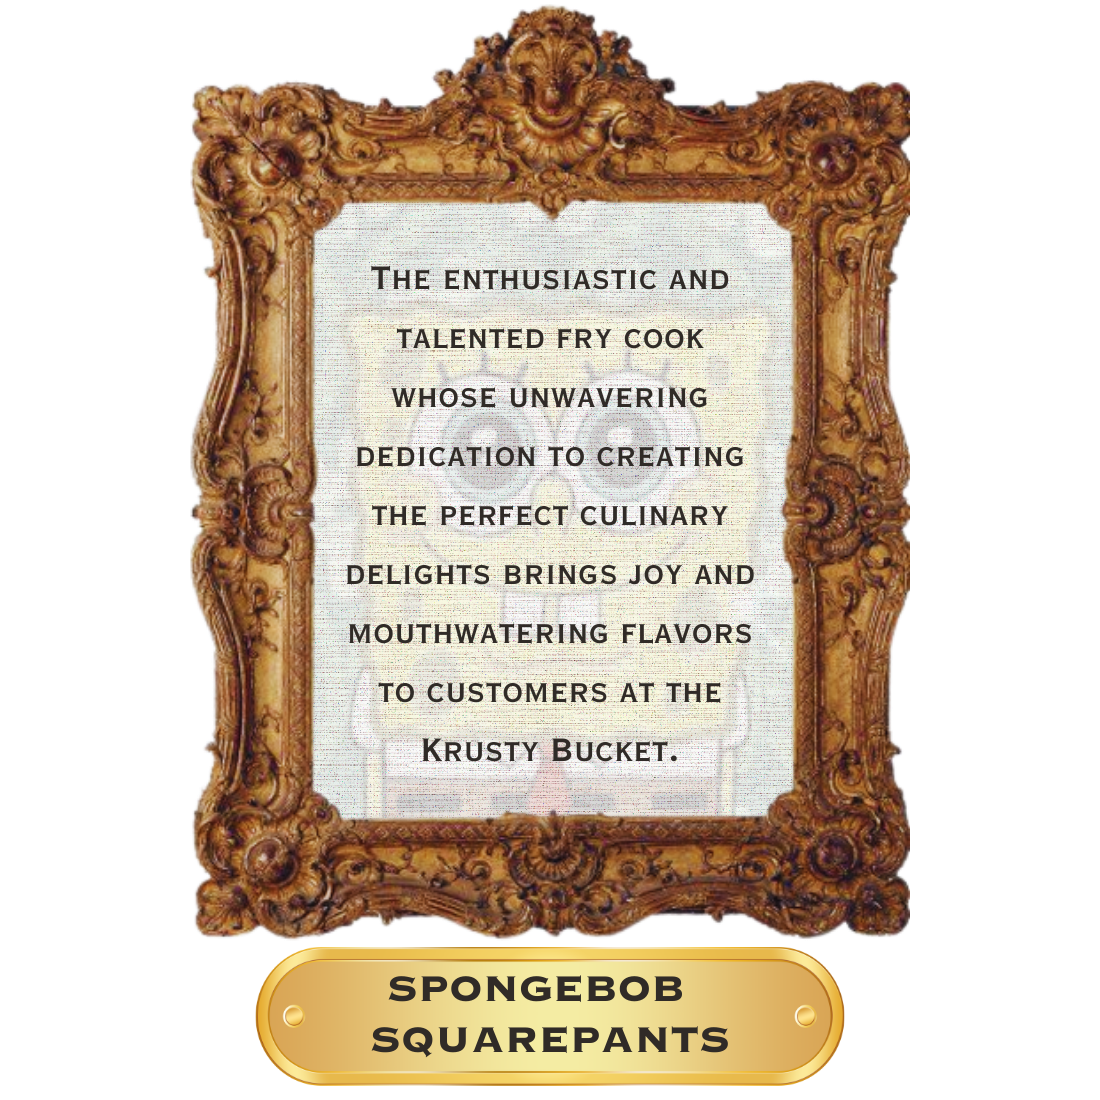 The enthusiastic and
talented fry cook
whose unwavering
dedication to creating
the perfect culinary
delights brings joy and
mouthwatering flavors
to customers at the
Krusty Bucket.
SPONGEBOB
SQUAREPANTS